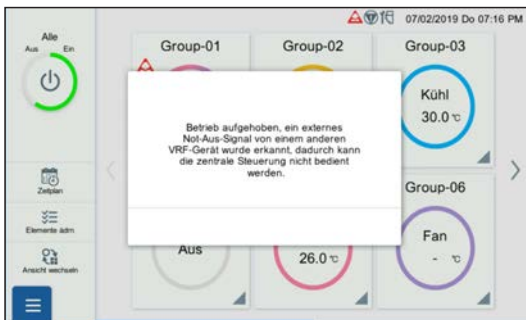 07/02/2019 Do 07:16 PM
Alle
Aus Ein
Group-01
Group-02
Group-03
Kühl
30.0 °C
Betrieb aufgehoben, ein externes
Not-Aus-Signal von einem anderen
VRF-Gerät wurde erkannt, dadurch kann
die zentrale Steuerung nicht bedient
werden.
Zeitplan
Elemente adm.
Ansicht wechseln
Group-06
Aus
26.0 °C
Fan
- °C